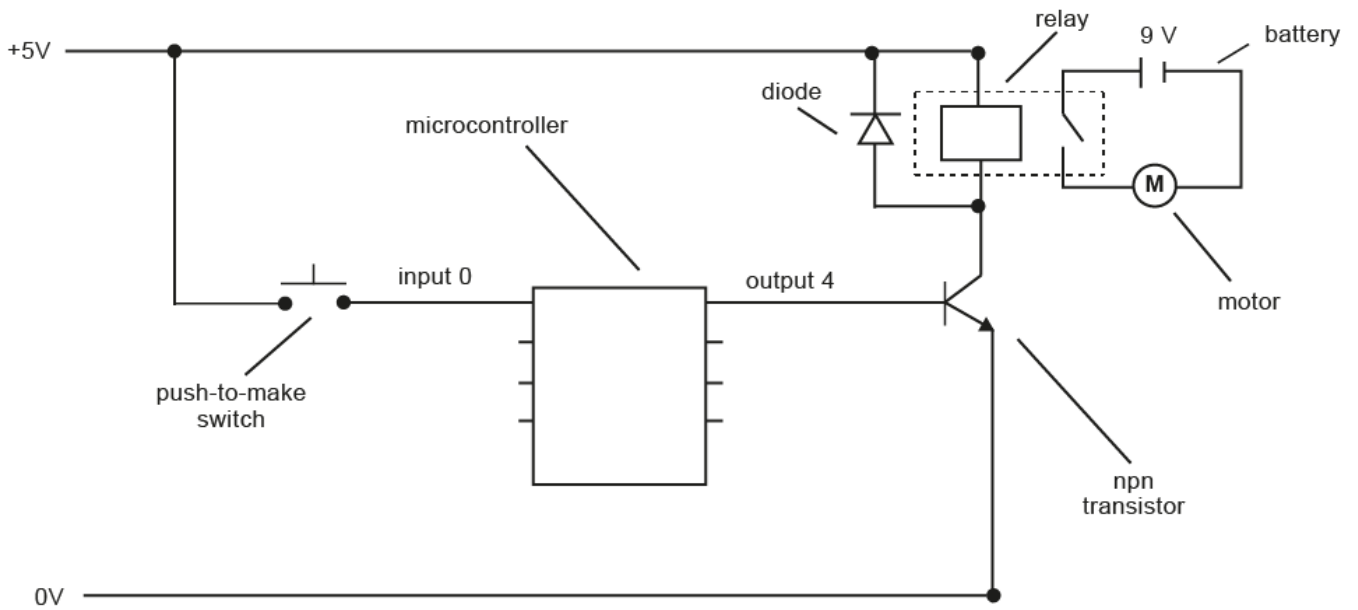 +5V
relay
9 V
battery
diode
microcontroller
M
input 0
output 4
motor
push-to-make
switch
npn
transistor
0V